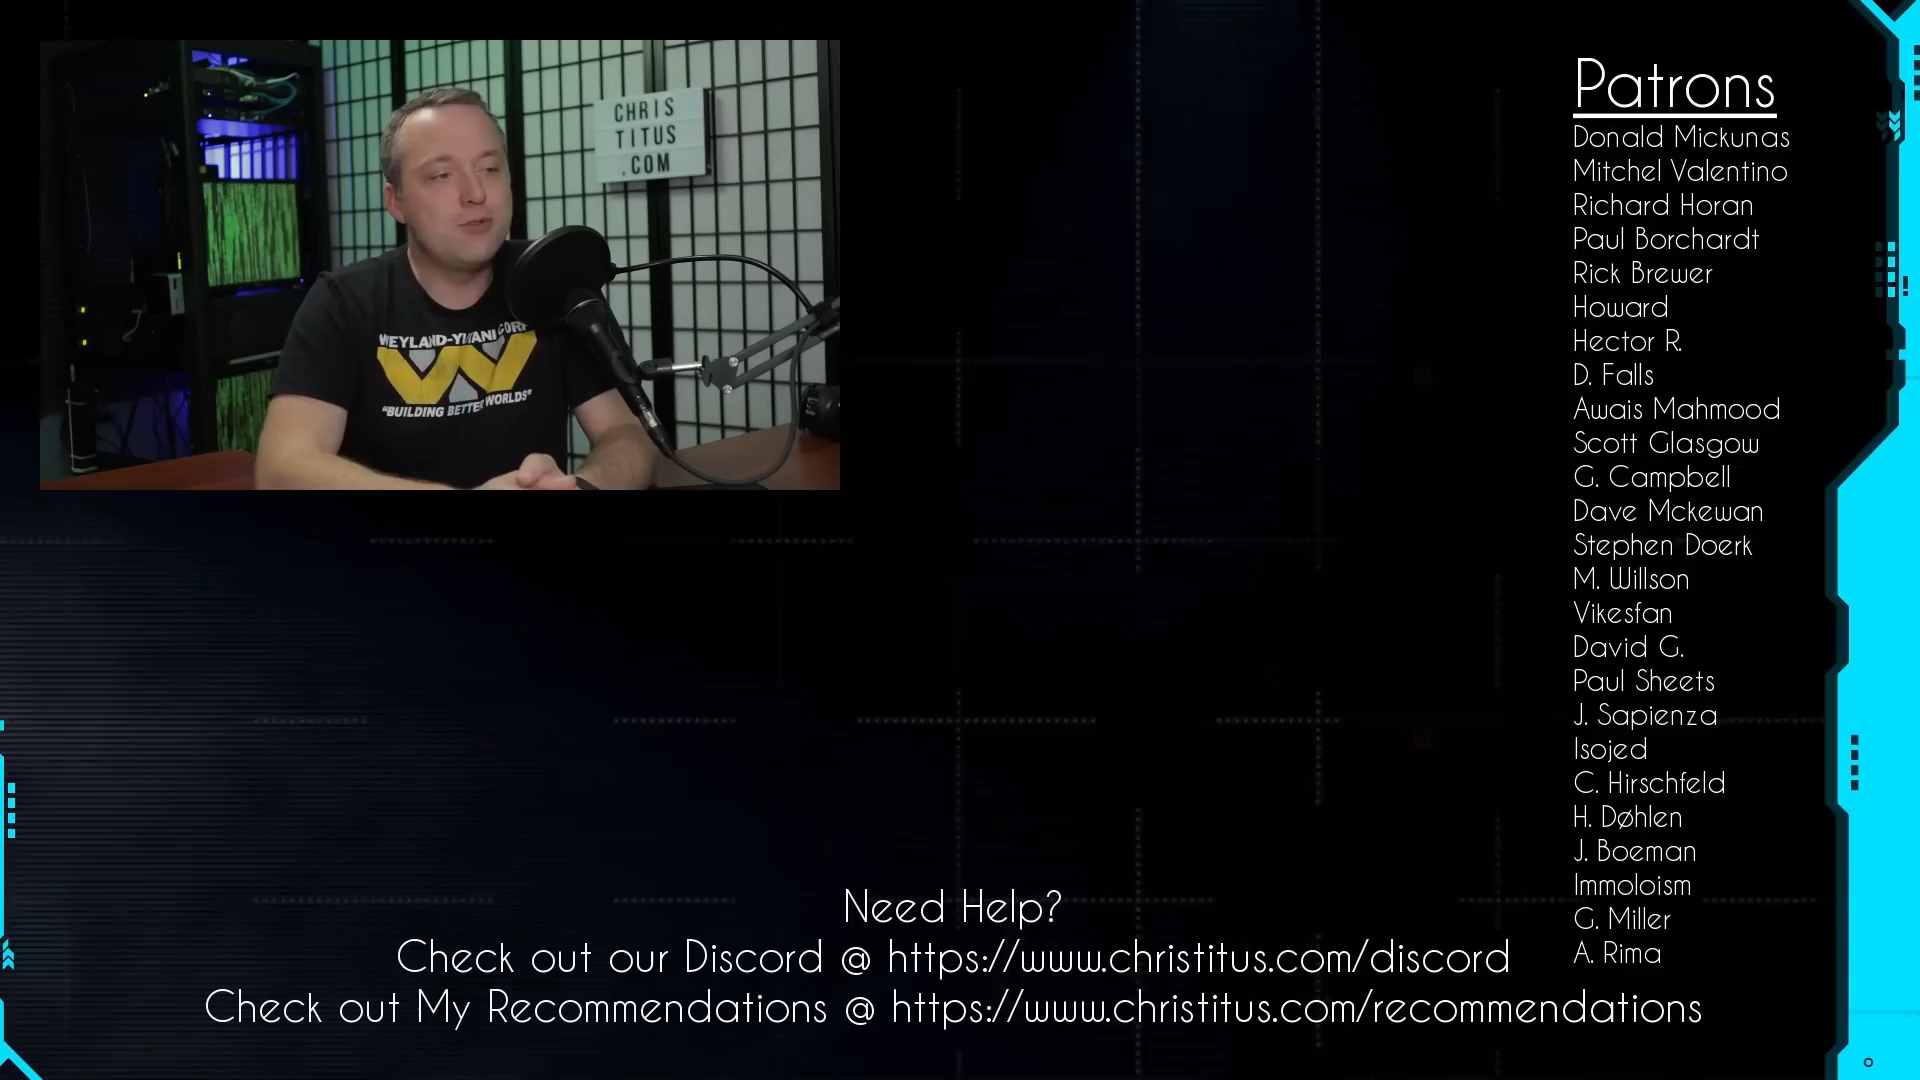 CHRIS
TITUS
.COM
WEYLAND-YUTANI CORP
"BUILDING BETTER WORLDS"
Patrons
Donald Mickunas
Mitchel Valentino
Richard Horan
Paul Borchardt
Rick Brewer
Howard
Hector R.
D. Falls
Awais Mahmood
Scott Glasgow
G. Campbell
Dave Mckewan
Stephen Doerk
M. Willson
Vikesfan
David G.
Paul Sheets
J. Sapienza
Isojed
C. Hirschfeld
H. Døhlen
J. Boeman
Immoloism
G. Miller
A. Rima
Need Help?
Check out our Discord @ https://www.christitus.com/discord
Check out My Recommendations @ https://www.christitus.com/recommendations